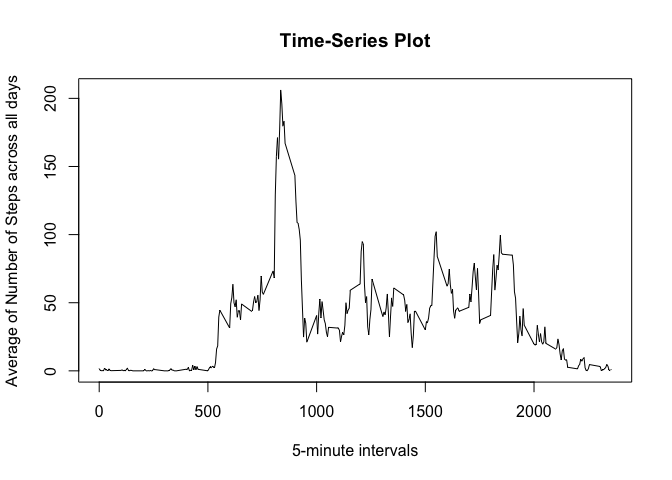 Time-Series Plot
Average of Number of Steps across all days
200
150
100
50
0
0 500 1000 1500 2000
5-minute intervals